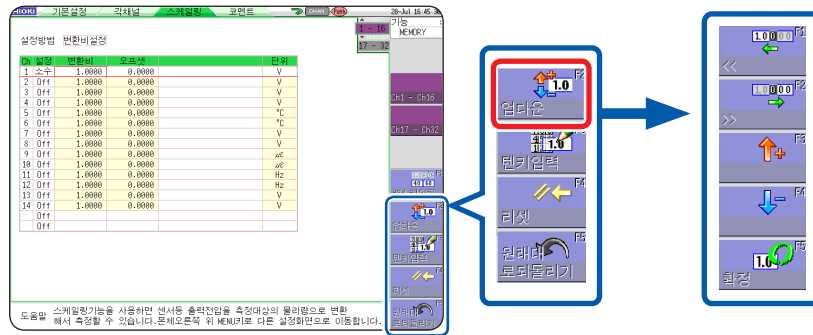 HIOKI 기본설정 각채널 스케일링 코멘트 CH(All) 28-Jul 16:45:36
1 - 16
17 - 32
기능 :
MEMORY
설정방법 변환비설정
Ch 설정 변환비 오프셋 단위
1 소수 1.0000 0.0000 V
2 Off 1.0000 0.0000 V
3 Off 1.0000 0.0000 V
4 Off 1.0000 0.0000 V
5 Off 1.0000 0.0000 °C
6 Off 1.0000 0.0000 °C
7 Off 1.0000 0.0000 V
8 Off 1.0000 0.0000 V
9 Off 1.0000 0.0000 με
10 Off 1.0000 0.0000 με
11 Off 1.0000 0.0000 Hz
12 Off 1.0000 0.0000 Hz
13 Off 1.0000 0.0000 V
14 Off 1.0000 0.0000 V
Off
Off
Ch1 - Ch16
Ch17 - Ch32
업다운
텐키입력
리셋
원래대
로되돌리기
도움말 스케일링기능을 사용하면 센서등 출력전압을 측정대상의 물리량으로 변환
해서 측정할 수 있습니다.본체오른쪽 위 MENU키로 다른 설정화면으로 이동합니다.
F2
1.0
업다운
F3
1.0
텐키입력
F4
리셋
F5
원래대
로되돌리기
F1
1.0000
<<
F2
1.0000
>>
F3
F4
F5
1.0
확정